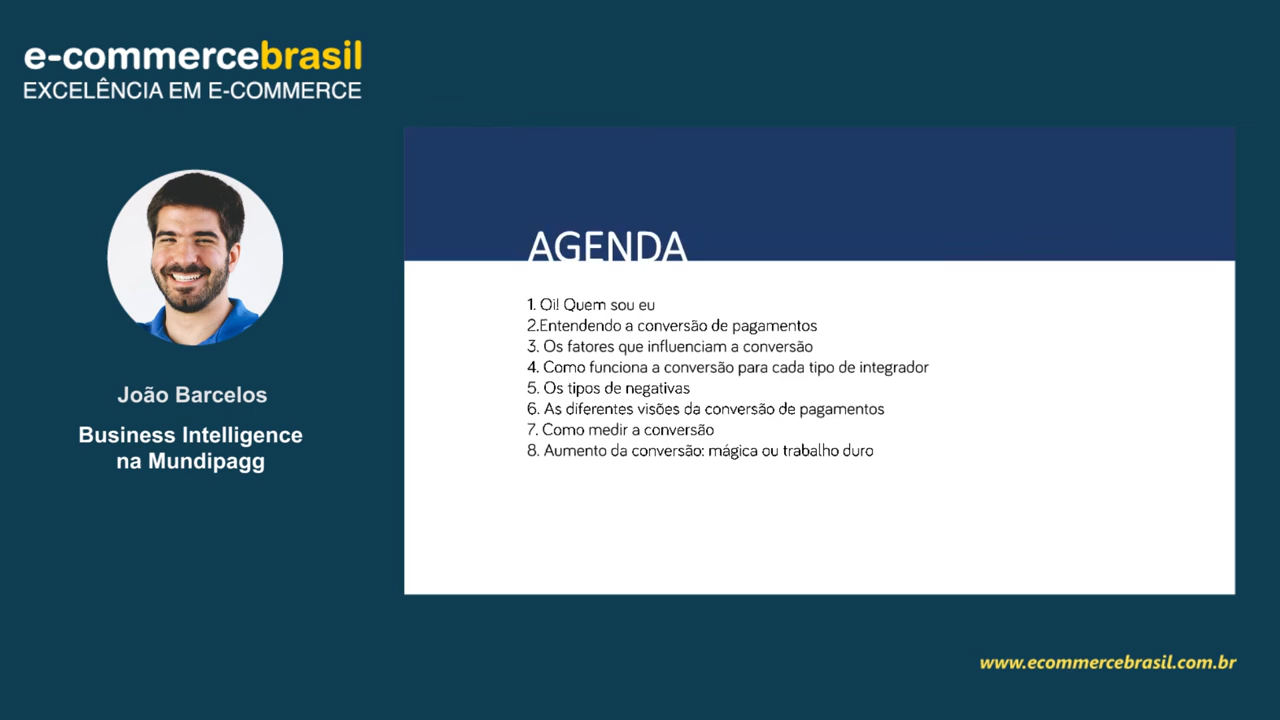 e-commercebrasil
EXCELÊNCIA EM E-COMMERCE
João Barcelos
Business Intelligence
na Mundipagg
AGENDA
1. Oi! Quem sou eu
2.Entendendo a conversão de pagamentos
3. Os fatores que influenciam a conversão
4. Como funciona a conversão para cada tipo de integrador
5. Os tipos de negativas
6. As diferentes visões da conversão de pagamentos
7. Como medir a conversão
8. Aumento da conversão: mágica ou trabalho duro
www.ecommercebrasil.com.br